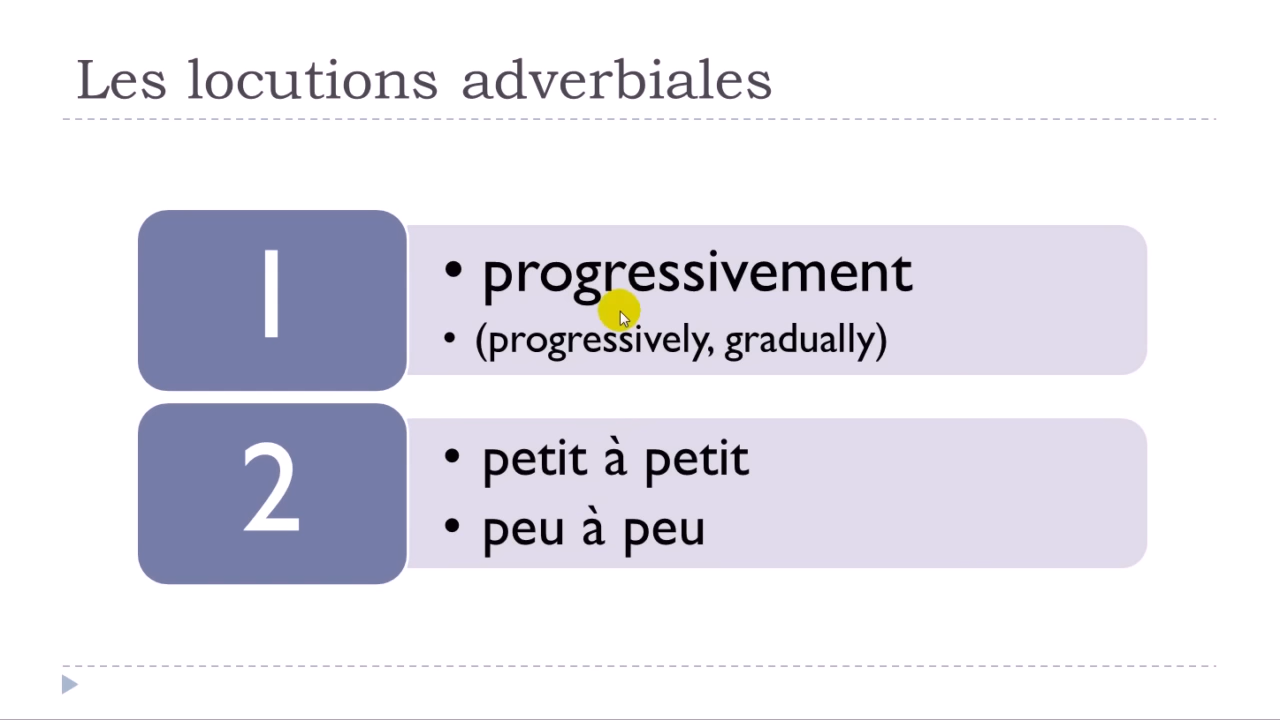 Les locutions adverbiales
1
• progressivement
• (progressively, gradually)
2
• petit à petit
• peu à peu